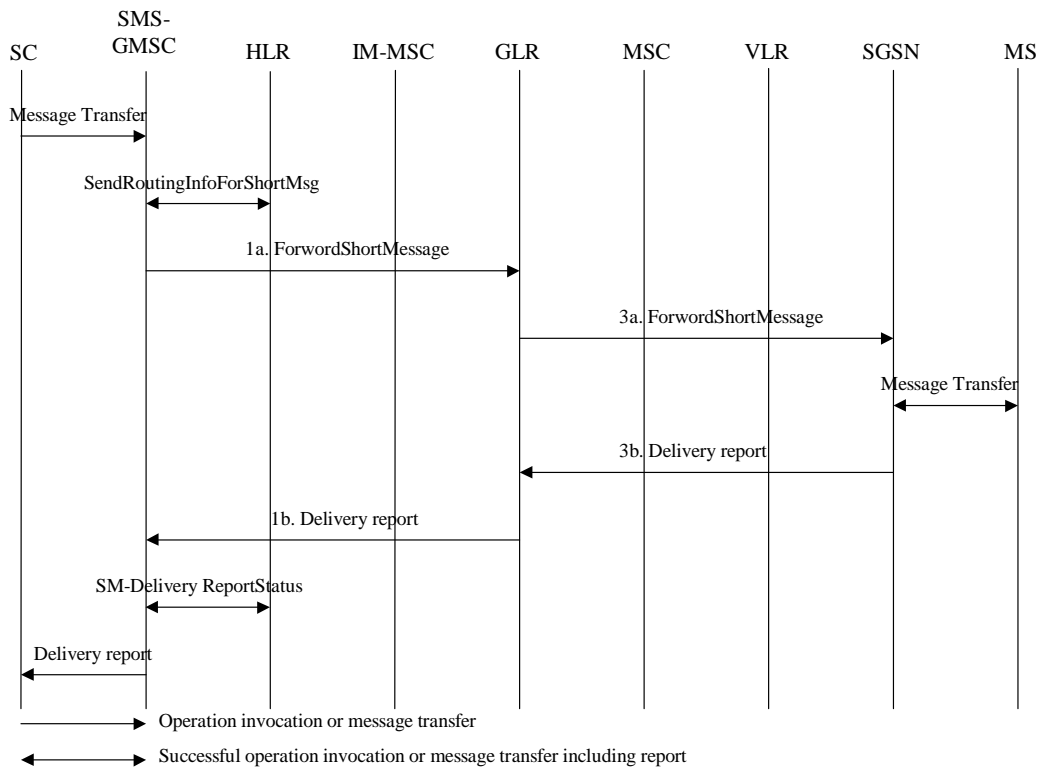 SMS-
GMSC
SC
HLR
IM-MSC
GLR
MSC
VLR
SGSN
MS
Message Transfer
SendRoutingInfoForShortMsg
1a. ForwordShortMessage
3a. ForwordShortMessage
Message Transfer
3b. Delivery report
1b. Delivery report
SM-Delivery ReportStatus
Delivery report
Operation invocation or message transfer
Successful operation invocation or message transfer including report